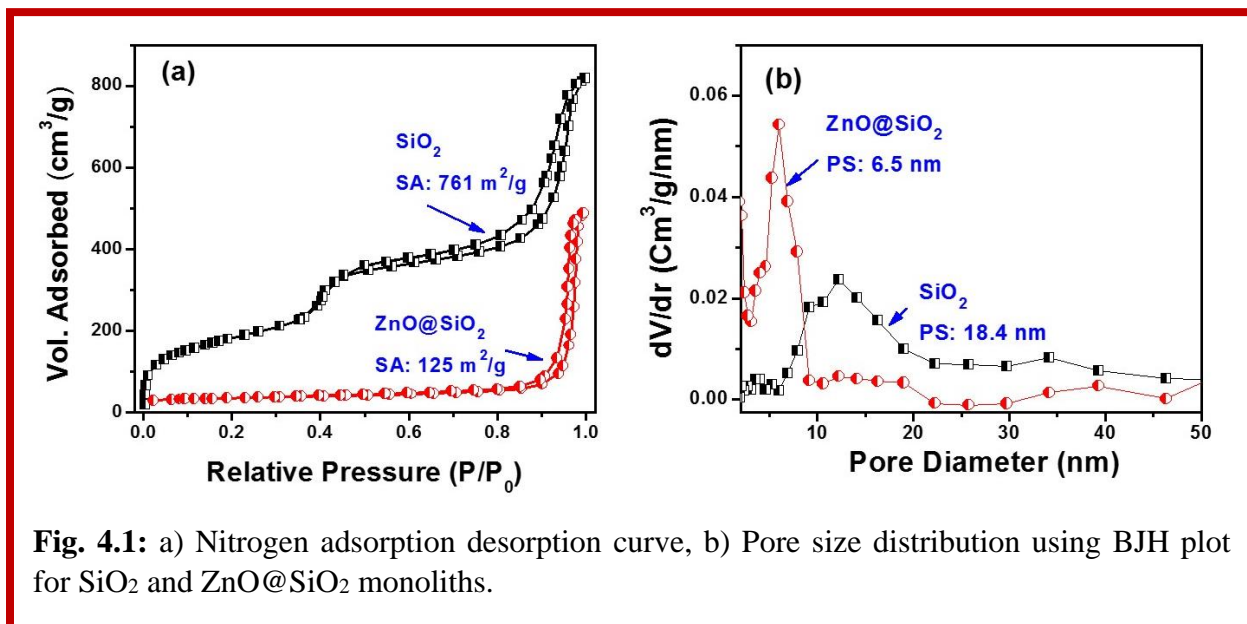 (a)
Vol. Adsorbed (cm³/g)
800
600
400
200
0
SiO₂
SA: 761 m²/g
ZnO@SiO₂
SA: 125 m²/g
0.0 0.2 0.4 0.6 0.8 1.0
Relative Pressure (P/P₀)
(b)
dV/dr (Cm³/g/nm)
0.06
0.04
0.02
0.00
ZnO@SiO₂
PS: 6.5 nm
SiO₂
PS: 18.4 nm
10 20 30 40 50
Pore Diameter (nm)
Fig. 4.1: a) Nitrogen adsorption desorption curve, b) Pore size distribution using BJH plot
for SiO₂ and ZnO@SiO₂ monoliths.